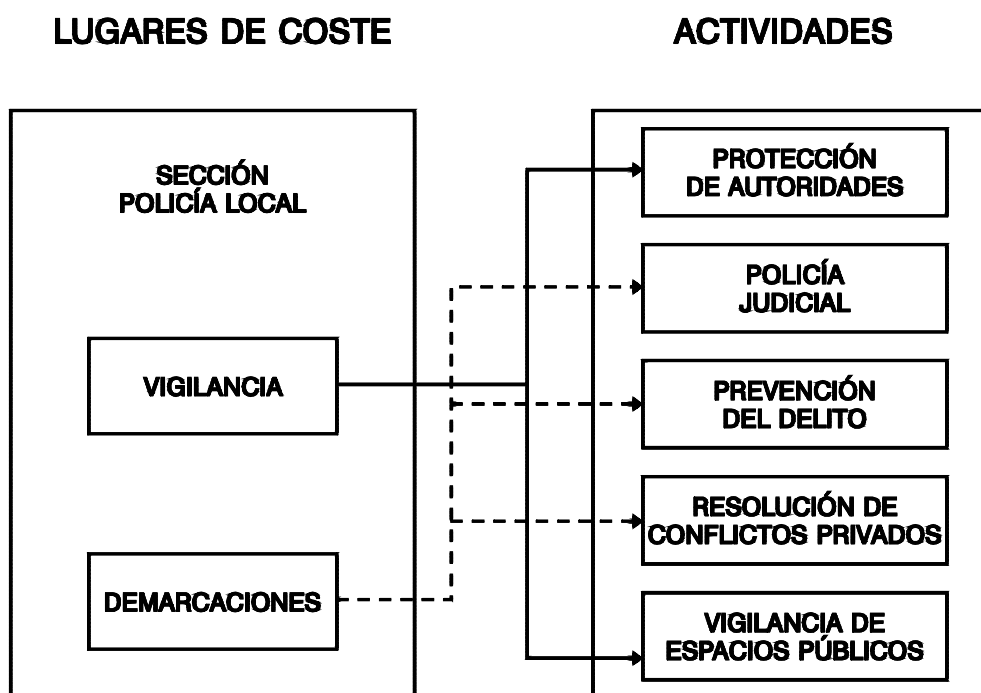 LUGARES DE COSTE
ACTIVIDADES
SECCIÓN
POLICÍA LOCAL
VIGILANCIA
DEMARCACIONES
PROTECCIÓN
DE AUTORIDADES
POLICÍA
JUDICIAL
PREVENCIÓN
DEL DELITO
RESOLUCIÓN DE
CONFLICTOS PRIVADOS
VIGILANCIA DE
ESPACIOS PÚBLICOS